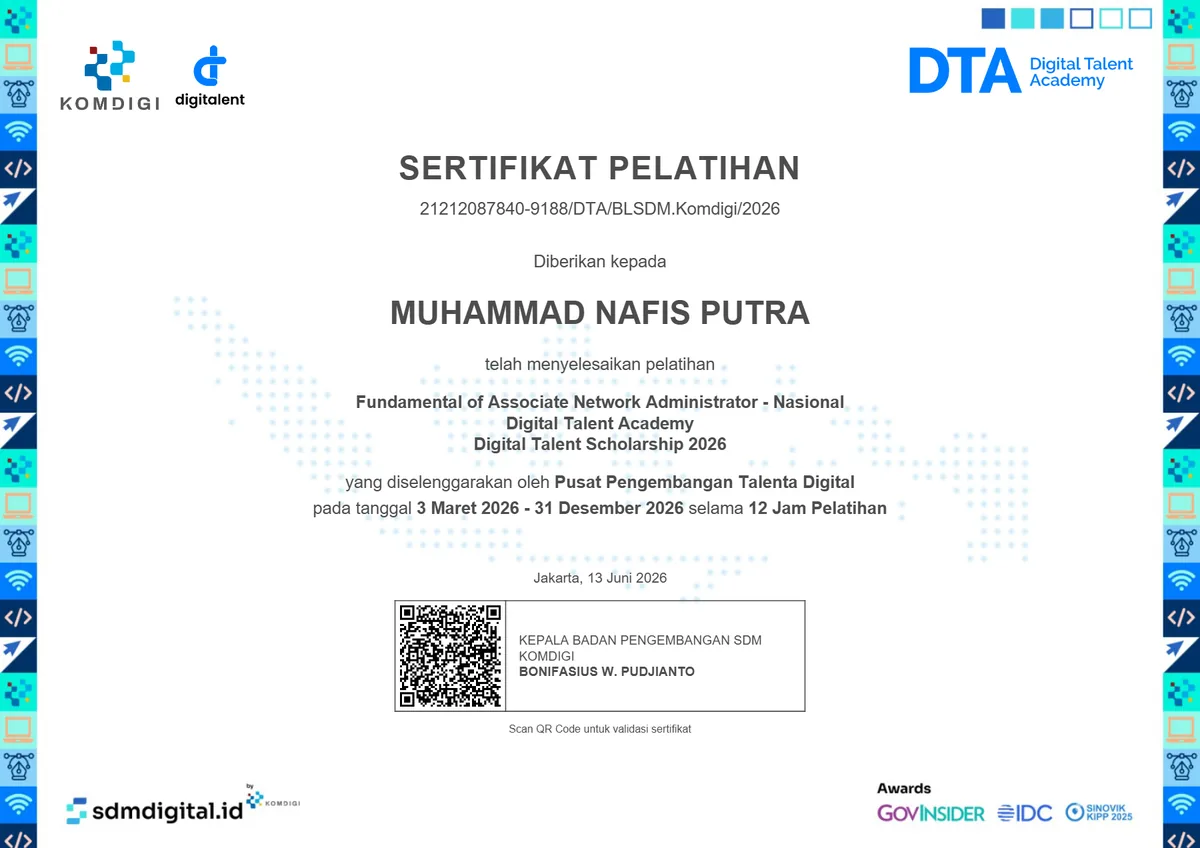 KOMDIGI
digitalent
DTA Digital Talent
Academy
SERTIFIKAT PELATIHAN
21212087840-9188/DTA/BLSDM.Komdigi/2026
Diberikan kepada
MUHAMMAD NAFIS PUTRA
telah menyelesaikan pelatihan
Fundamental of Associate Network Administrator - Nasional
Digital Talent Academy
Digital Talent Scholarship 2026
yang diselenggarakan oleh Pusat Pengembangan Talenta Digital
pada tanggal 3 Maret 2026 - 31 Desember 2026 selama 12 Jam Pelatihan
Jakarta, 13 Juni 2026
KEPALA BADAN PENGEMBANGAN SDM
KOMDIGI
BONIFASIUS W. PUDJIANTO
Scan QR Code untuk validasi sertifikat
sdmdigital.id by KOMDIGI
Awards
GOVINSIDER IDC SINOVIK
KIPP 2025